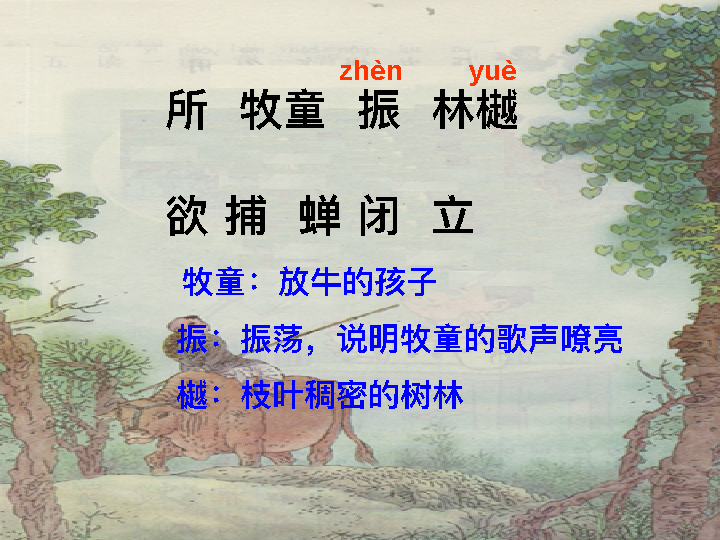 zhèn yuè
所 牧童 振 林樾
欲 捕 蝉 闭 立
牧童：放牛的孩子
振：振荡，说明牧童的歌声嘹亮
樾：枝叶稠密的树林